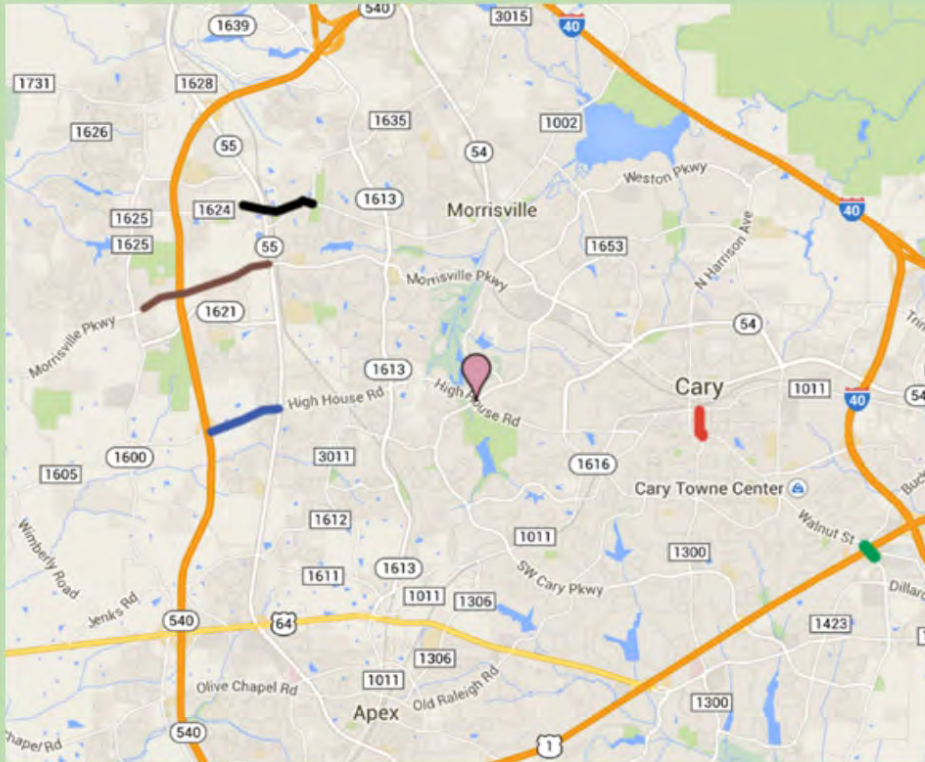 540
1639
3015
40
1731
1628
1635
1626
1002
55
54
Weston Pkwy
1613
1625
1624
Morrisville
40
1625
55
1653
N Harrison Ave
Morrisville Pkwy
1621
54
Morrisville Pkwy
1613
High House Rd
High House Rd
Cary
1011
40
1600
3011
1616
1605
Cary Towne Center
1612
Walnut St
1011
1300
Wimberly Road
1611
1613
SW Cary Pkwy
1011
1306
Jenks Rd
540
64
1423
1306
1011
Olive Chapel Rd
Old Raleigh Rd
1300
Apex
540
1